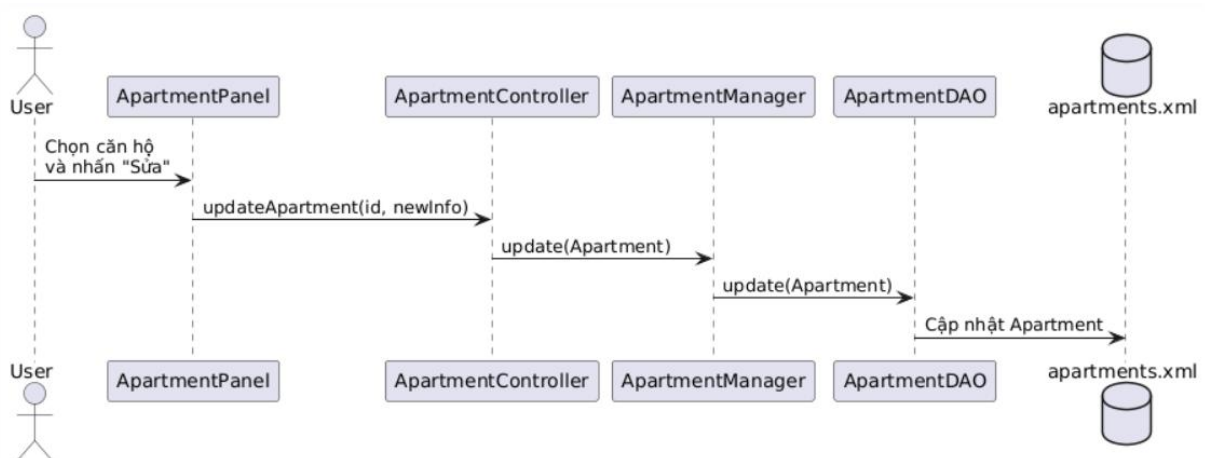 User
ApartmentPanel
ApartmentController
ApartmentManager
ApartmentDAO
apartments.xml
Chọn căn hộ
và nhấn "Sửa"
updateApartment(id, newInfo)
update(Apartment)
update(Apartment)
Cập nhật Apartment
User
ApartmentPanel
ApartmentController
ApartmentManager
ApartmentDAO
apartments.xml